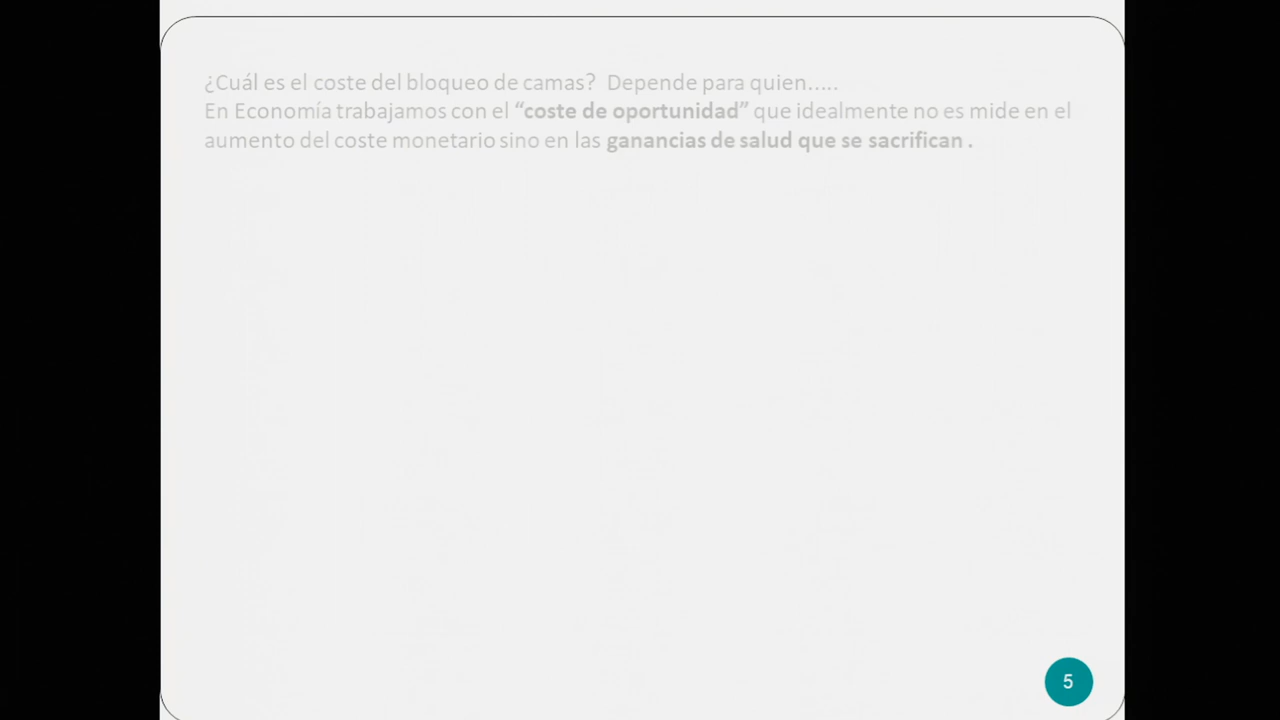 ¿Cuál es el coste del bloqueo de camas? Depende para quien.....
En Economía trabajamos con el “coste de oportunidad” que idealmente no es mide en el
aumento del coste monetario sino en las ganancias de salud que se sacrifican .
5